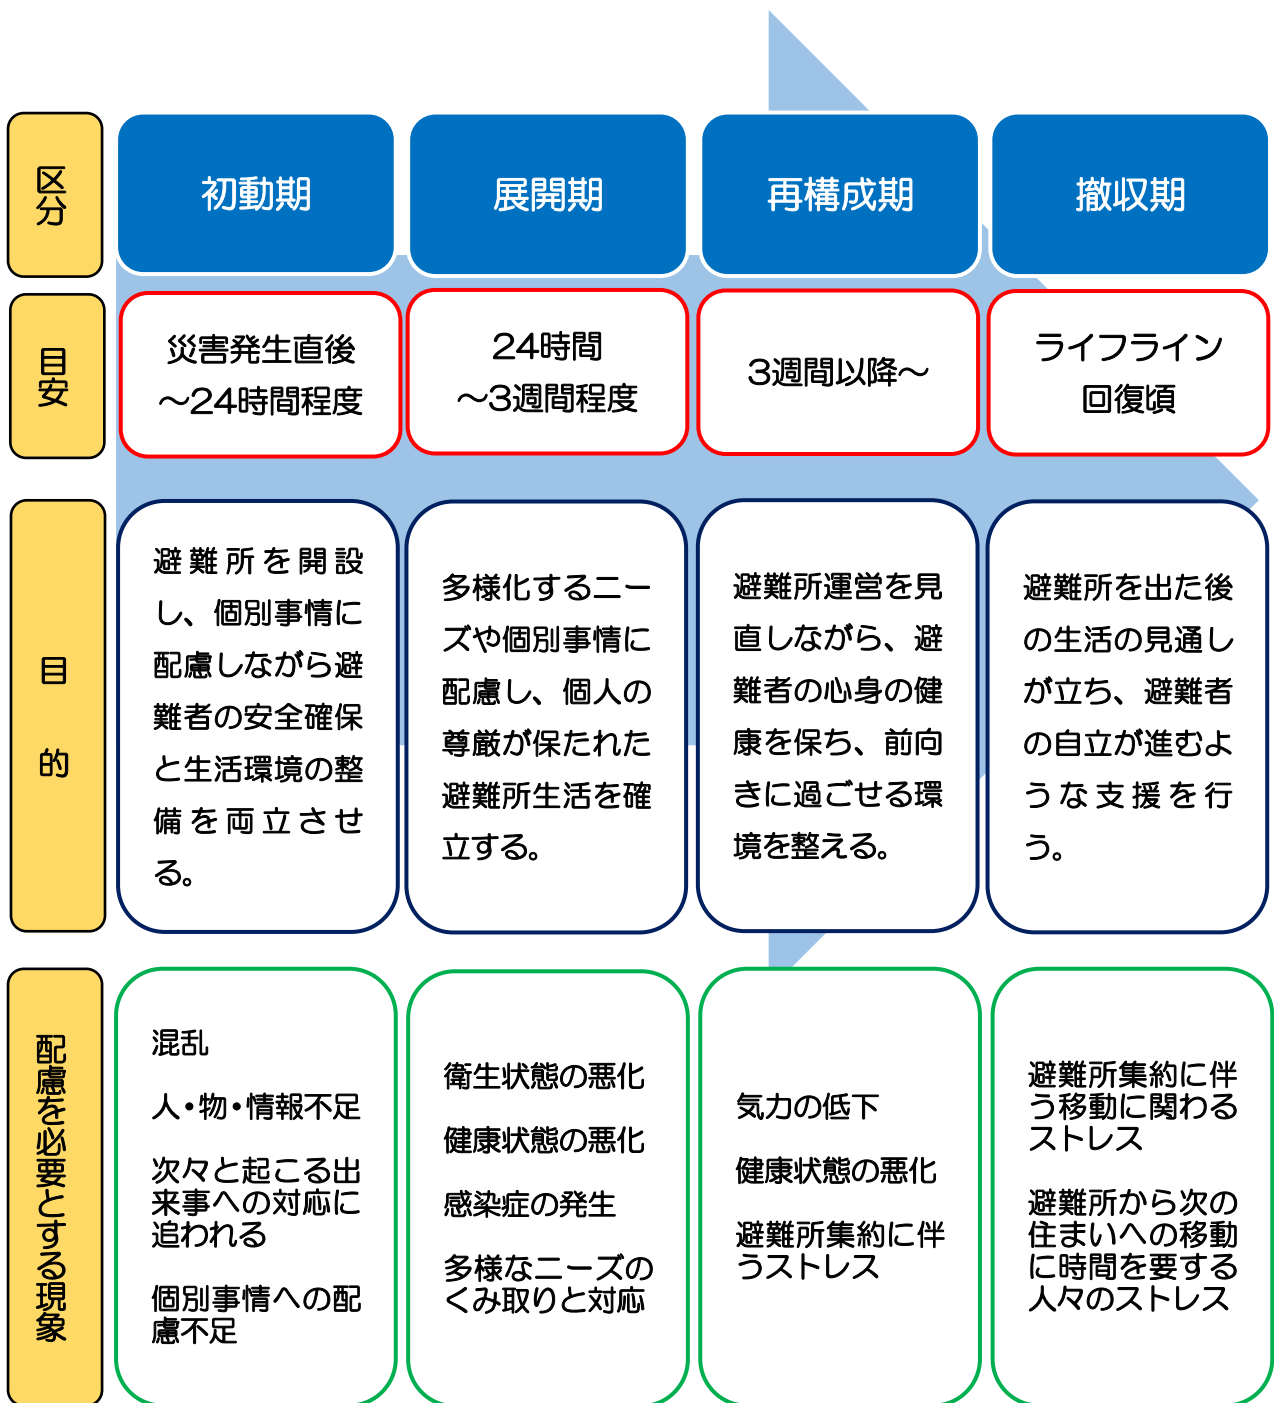 区分
初動期
展開期
再構成期
撤収期
目安
災害発生直後
～24時間程度
24時間
～3週間程度
3週間以降～
ライフライン
回復頃
目的
避難所を開設
し、個別事情に
配慮しながら避
難者の安全確保
と生活環境の整
備を両立させ
る。
多様化するニー
ズや個別事情に
配慮し、個人の
尊厳が保たれた
避難所生活を確
立する。
避難所運営を見
直しながら、避
難者の心身の健
康を保ち、前向
きに過ごせる環
境を整える。
避難所を出た後
の生活の見通し
が立ち、避難者
の自立が進むよ
うな支援を行
う。
配慮を必要とする現象
混乱
人・物・情報不足
次々と起こる出
来事への対応に
追われる
個別事情への配
慮不足
衛生状態の悪化
健康状態の悪化
感染症の発生
多様なニーズの
くみ取りと対応
気力の低下
健康状態の悪化
避難所集約に伴
うストレス
避難所集約に伴
う移動に関わる
ストレス
避難所から次の
住まいへの移動
に時間を要する
人々のストレス